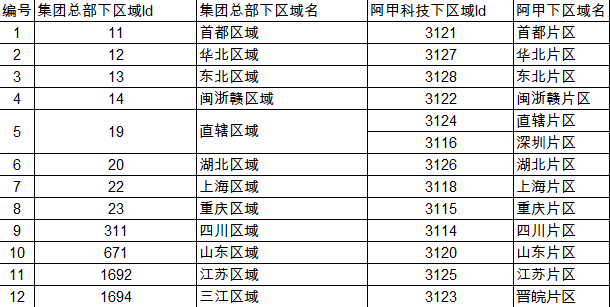 编号 集团总部下区域Id 集团总部下区域名 阿甲科技下区域Id 阿甲下区域名
1 11 首都区域 3121 首都片区
2 12 华北区域 3127 华北片区
3 13 东北区域 3128 东北片区
4 14 闽浙赣区域 3122 闽浙赣片区
5 19 直辖区域 3124 直辖片区
3116 深圳片区
6 20 湖北区域 3126 湖北片区
7 22 上海区域 3118 上海片区
8 23 重庆区域 3115 重庆片区
9 311 四川区域 3114 四川片区
10 671 山东区域 3120 山东片区
11 1692 江苏区域 3125 江苏片区
12 1694 三江区域 3123 晋皖片区